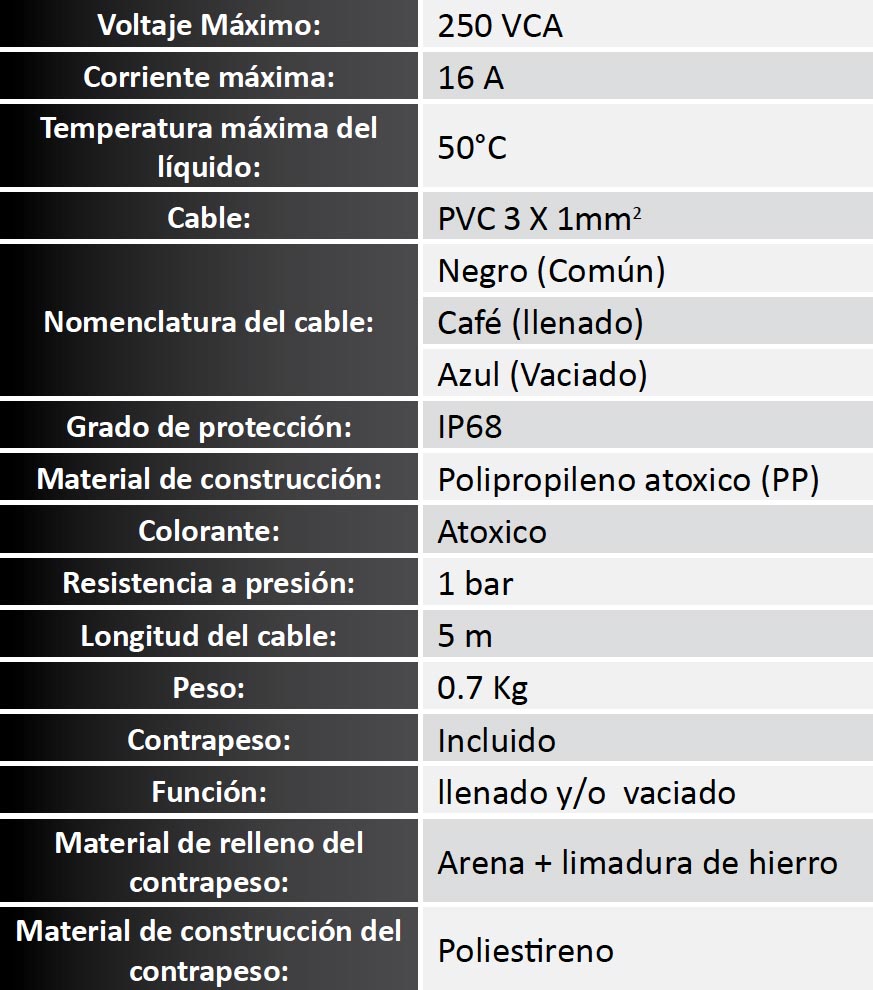 Voltaje Máximo: 250 VCA
Corriente máxima: 16 A
Temperatura máxima del
líquido: 50°C
Cable: PVC 3 X 1mm²
Nomenclatura del cable: Negro (Común)
Café (llenado)
Azul (Vaciado)
Grado de protección: IP68
Material de construcción: Polipropileno atoxico (PP)
Colorante: Atoxico
Resistencia a presión: 1 bar
Longitud del cable: 5 m
Peso: 0.7 Kg
Contrapeso: Incluido
Función: llenado y/o  vaciado
Material de relleno del
contrapeso: Arena + limadura de hierro
Material de construcción del
contrapeso: Poliestireno